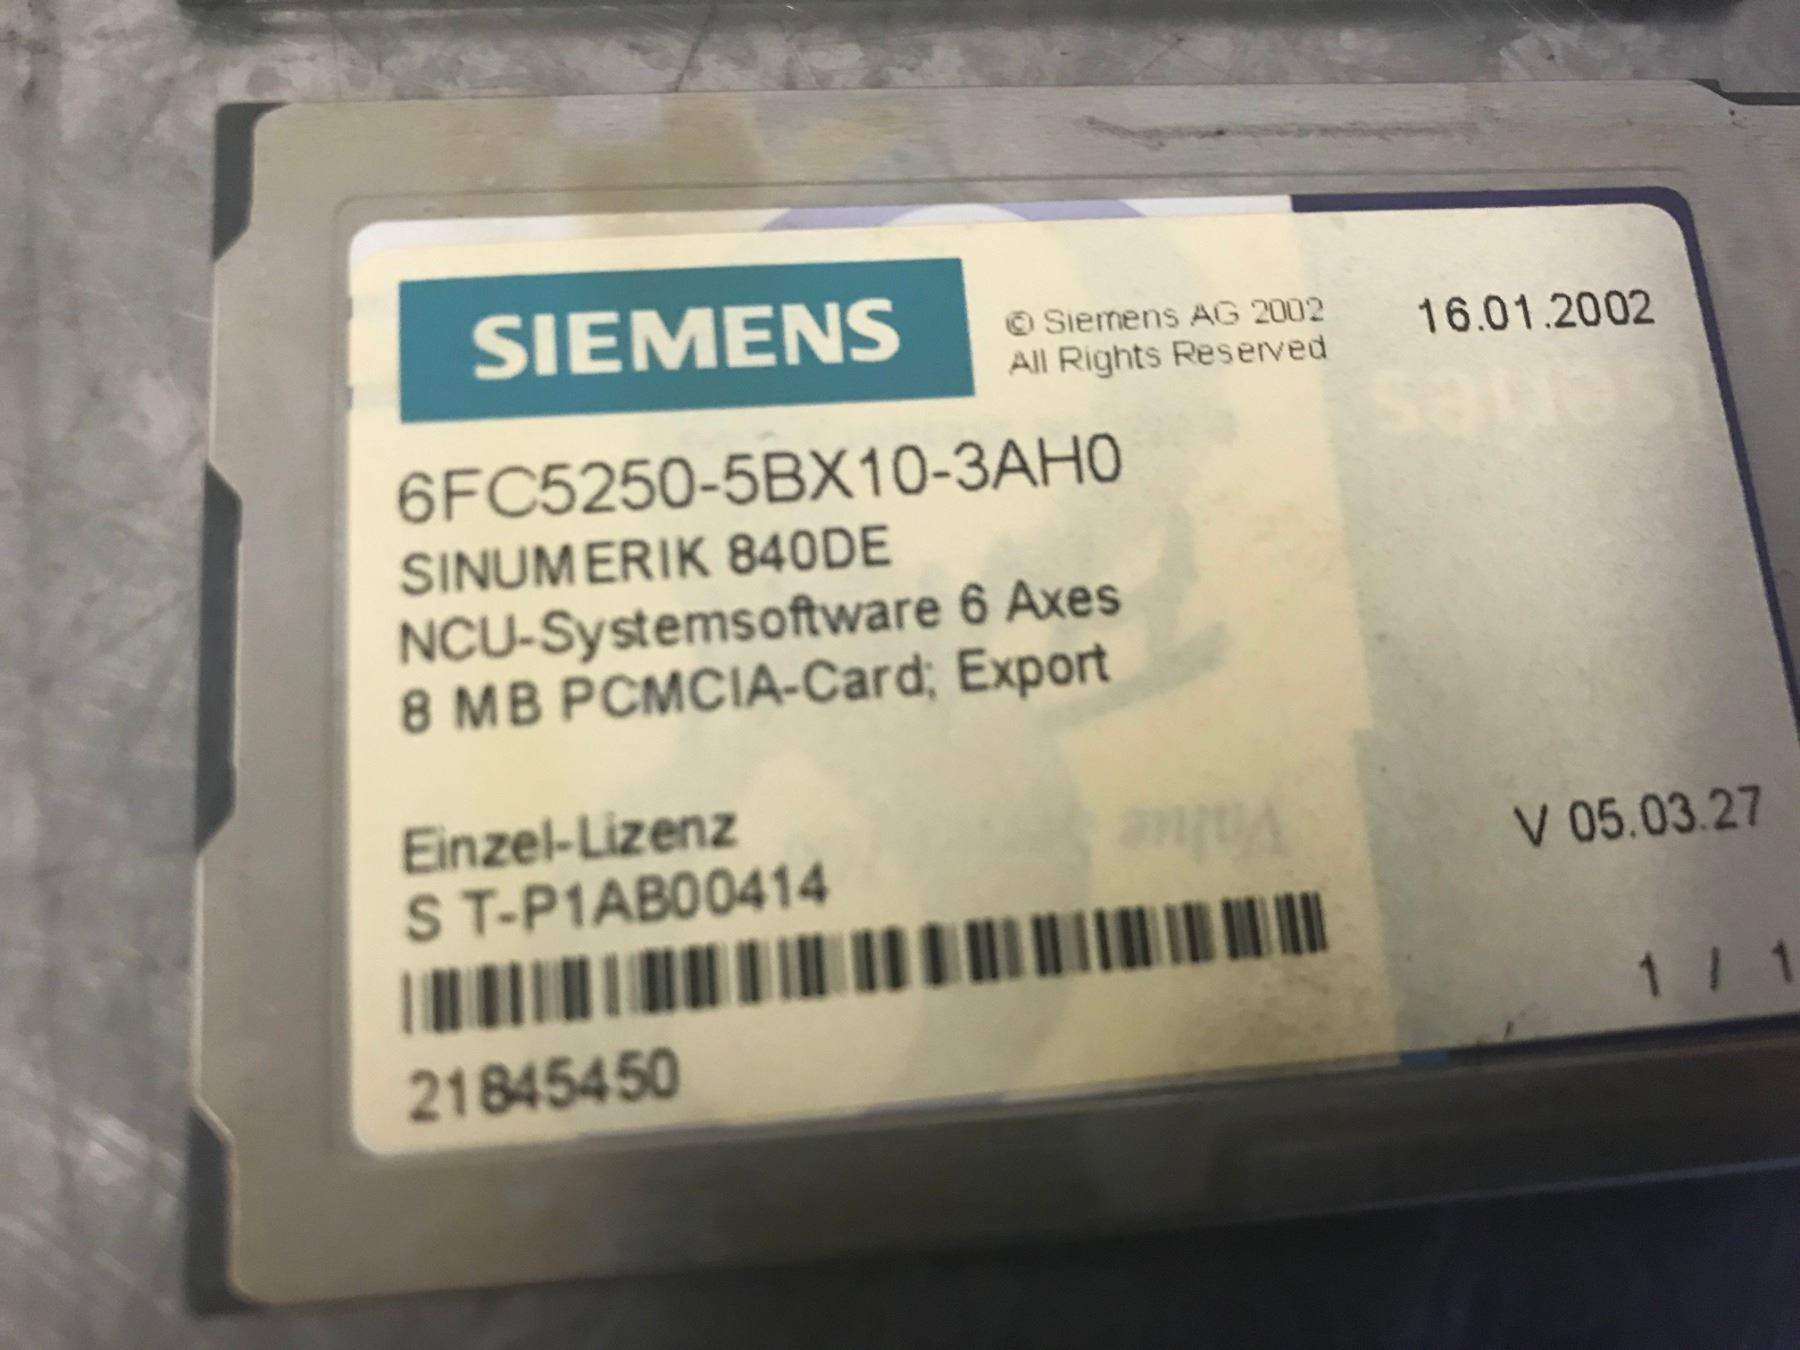 SIEMENS
© Siemens AG 2002
All Rights Reserved
16.01.2002
6FC5250-5BX10-3AH0
SINUMERIK 840DE
NCU-Systemsoftware 6 Axes
8 MB PCMCIA-Card; Export
V 05.03.27
Einzel-Lizenz
S T-P1AB00414
1 / 1
21845450
Value